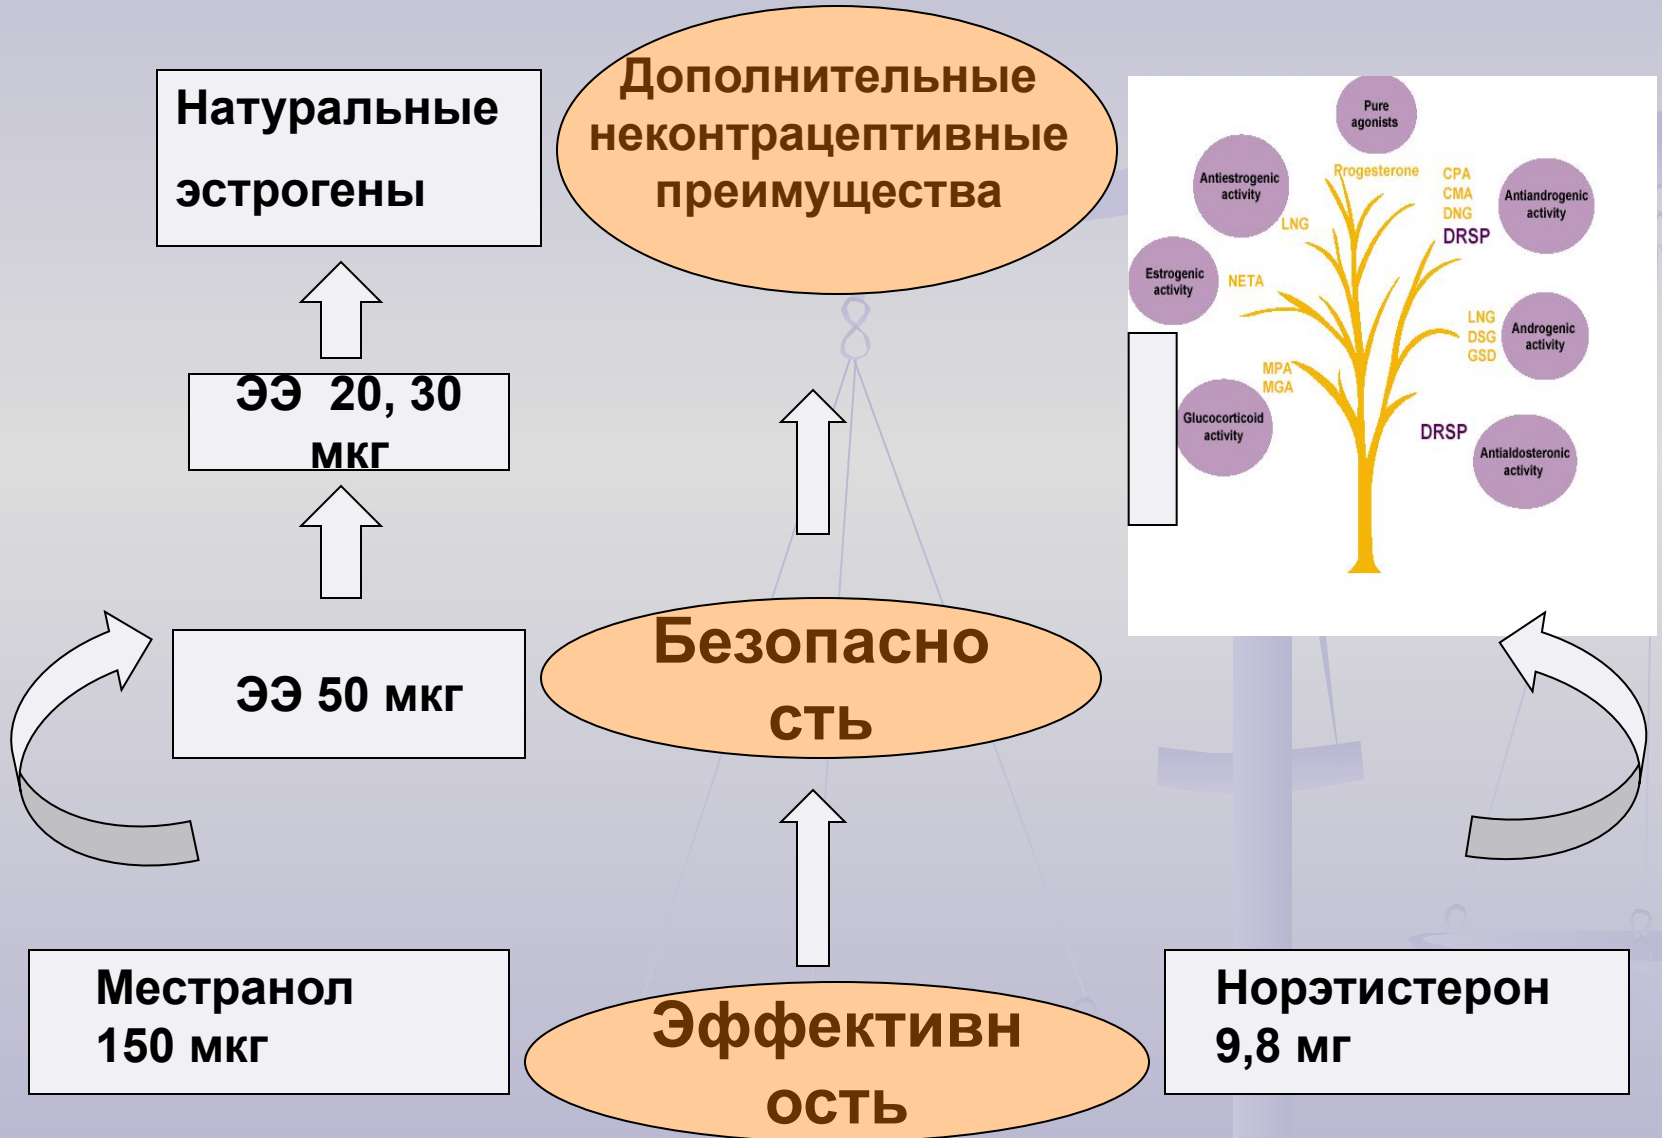 Натуральные
эстрогены
Дополнительные
неконтрацептивные
преимущества
Pure
agonists
Progesterone
Antiestrogenic
activity
LNG
CPA
CMA
DNG
DRSP
Antiandrogenic
activity
Estrogenic
activity
NETA
LNG
DSG
GSD
Androgenic
activity
MPA
MGA
Glucocorticoid
activity
DRSP
Antialdosteronic
activity
ЭЭ 20, 30
мкг
ЭЭ 50 мкг
Безопасно
сть
Местранол
150 мкг
Эффективн
ость
Норэтистерон
9,8 мг